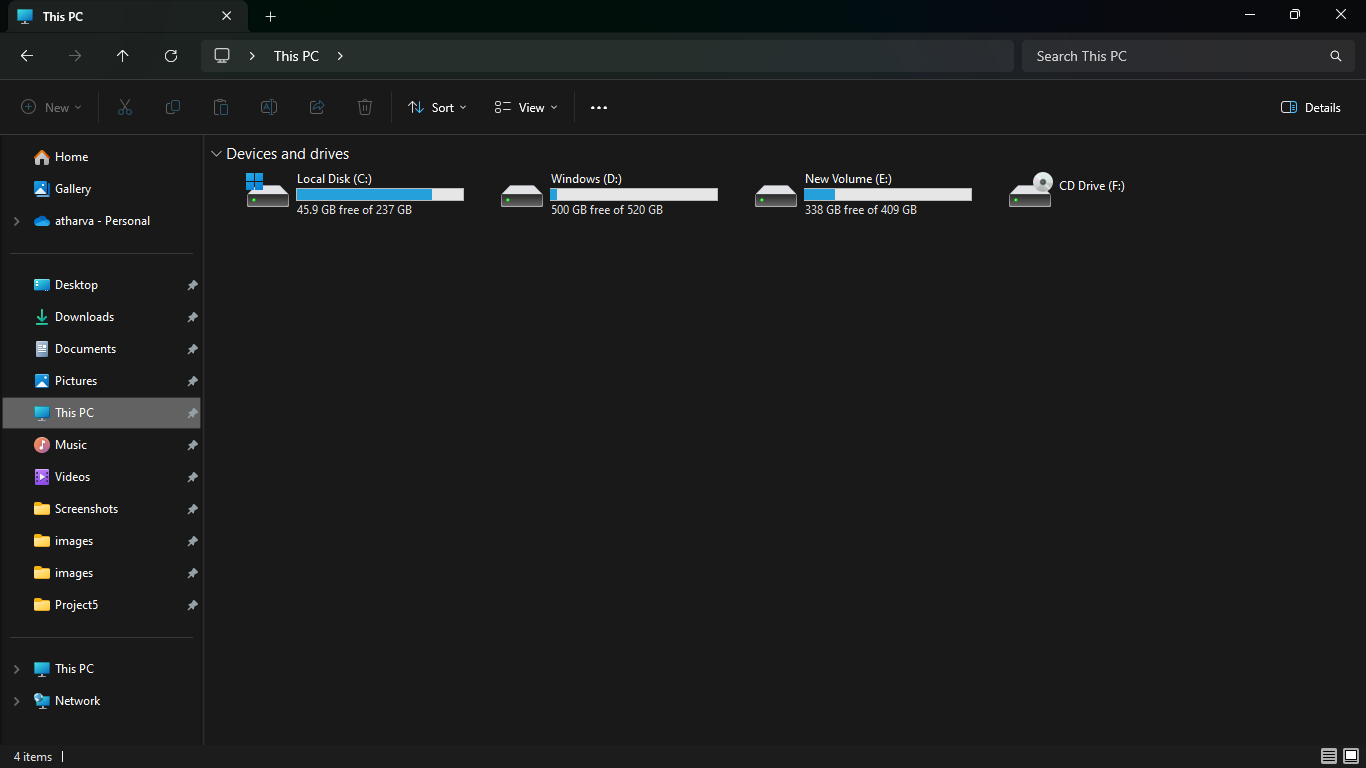 This PC
This PC
Search This PC
New
Sort
View
Details
Home
Gallery
atharva - Personal
Desktop
Downloads
Documents
Pictures
This PC
Music
Videos
Screenshots
images
images
Project5
This PC
Network
Devices and drives
Local Disk (C:)
45.9 GB free of 237 GB
Windows (D:)
500 GB free of 520 GB
New Volume (E:)
338 GB free of 409 GB
CD Drive (F:)
4 items